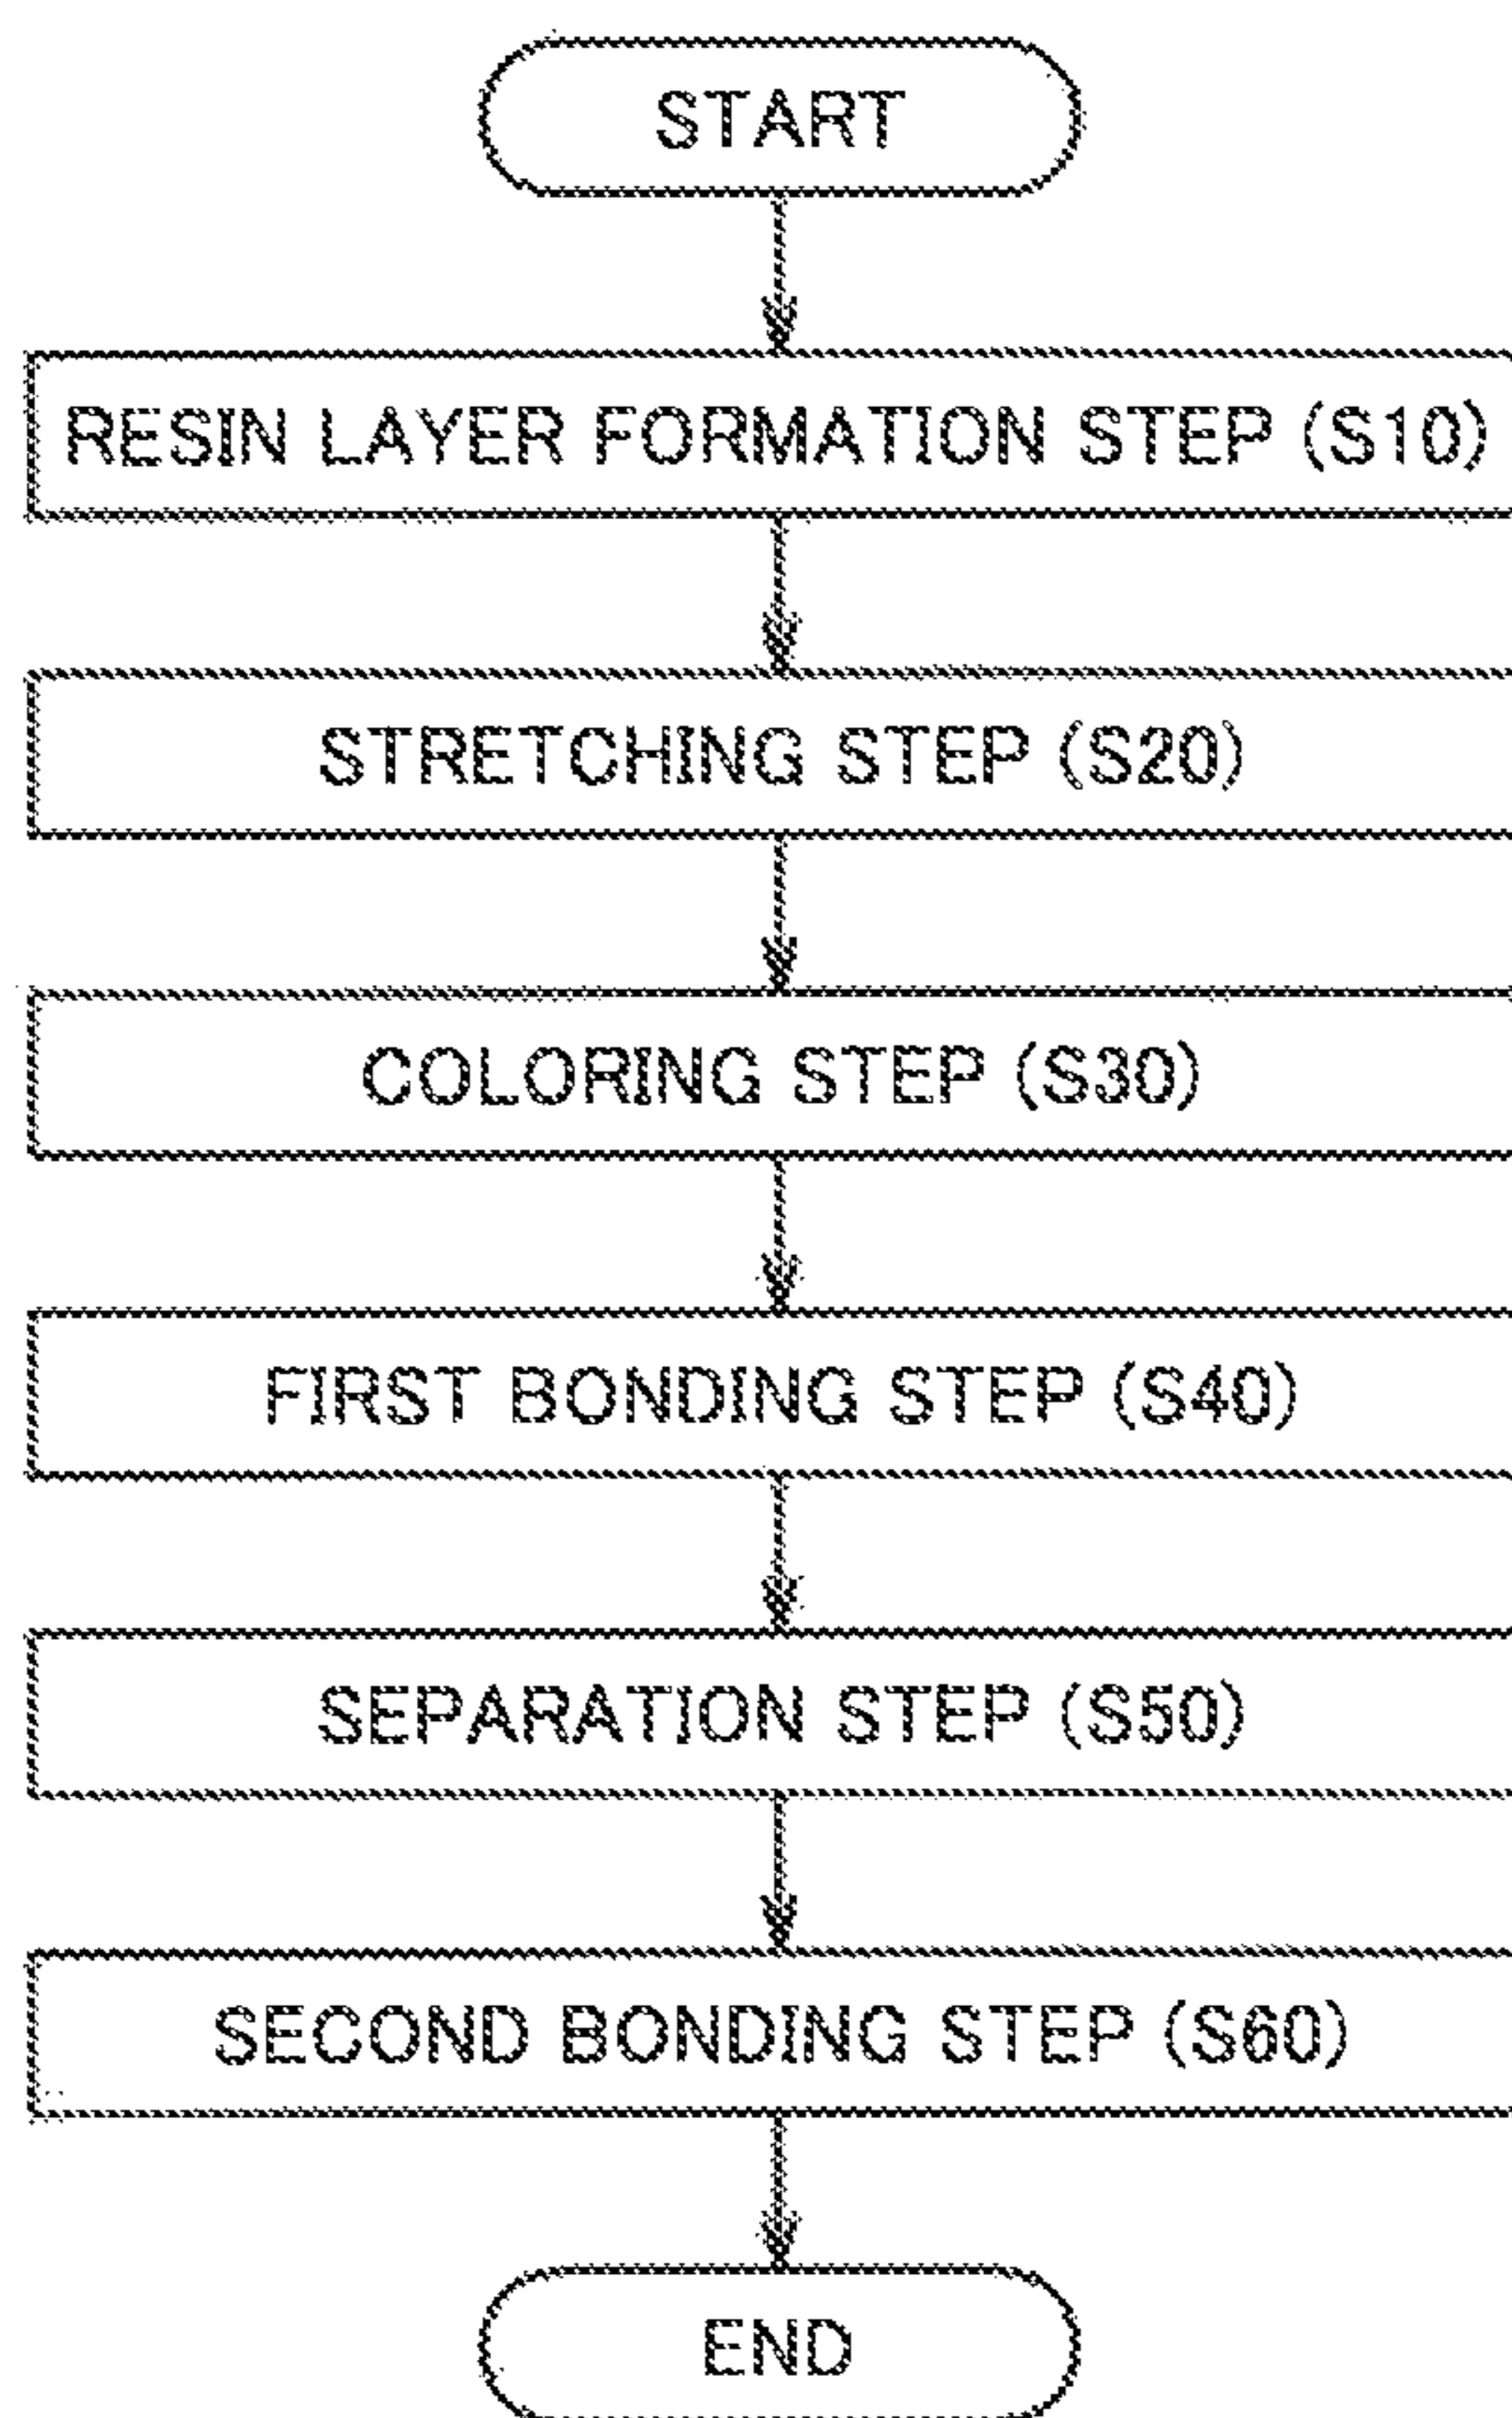 START
RESIN LAYER FORMATION STEP (S10)
STRETCHING STEP (S20)
COLORING STEP (S30)
FIRST BONDING STEP (S40)
SEPARATION STEP (S50)
SECOND BONDING STEP (S60)
END